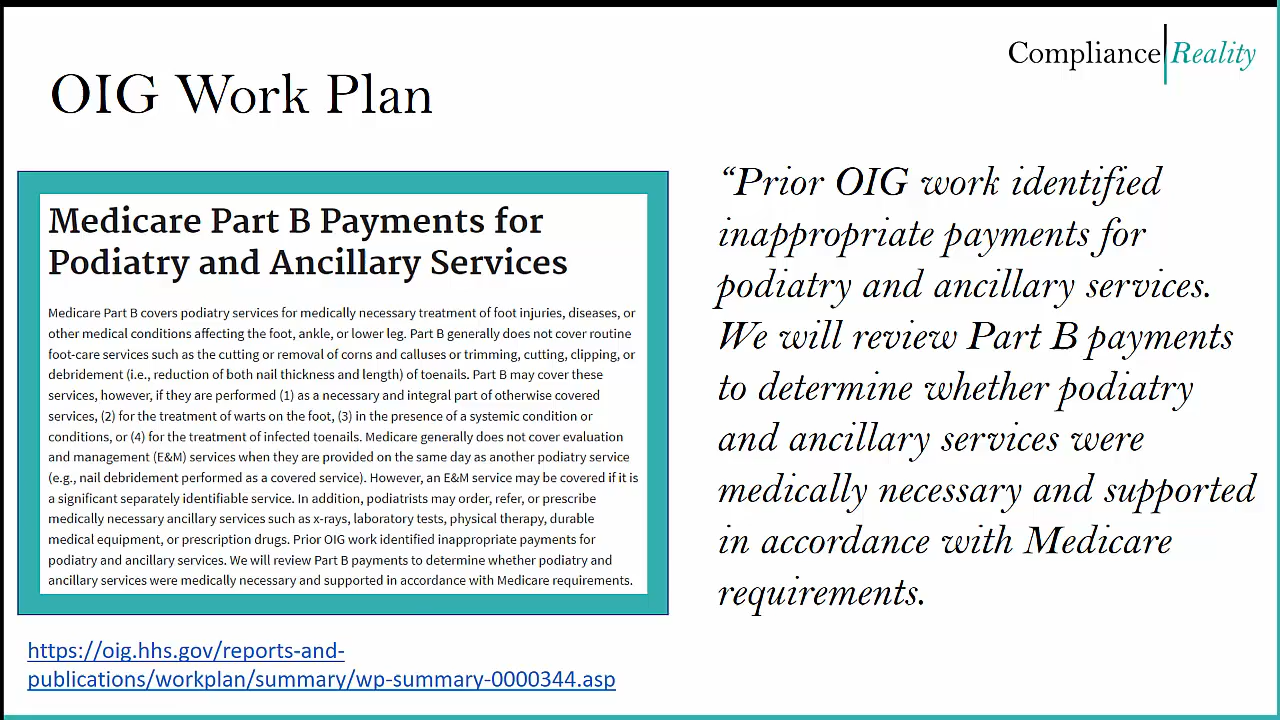 Compliance Reality
OIG Work Plan
Medicare Part B Payments for
Podiatry and Ancillary Services
Medicare Part B covers podiatry services for medically necessary treatment of foot injuries, diseases, or
other medical conditions affecting the foot, ankle, or lower leg. Part B generally does not cover routine
foot-care services such as the cutting or removal of corns and calluses or trimming, cutting, clipping, or
debridement (i.e., reduction of both nail thickness and length) of toenails. Part B may cover these
services, however, if they are performed (1) as a necessary and integral part of otherwise covered
services, (2) for the treatment of warts on the foot, (3) in the presence of a systemic condition or
conditions, or (4) for the treatment of infected toenails. Medicare generally does not cover evaluation
and management (E&M) services when they are provided on the same day as another podiatry service
(e.g., nail debridement performed as a covered service). However, an E&M service may be covered if it is
a significant separately identifiable service. In addition, podiatrists may order, refer, or prescribe
medically necessary ancillary services such as x-rays, laboratory tests, physical therapy, durable
medical equipment, or prescription drugs. Prior OIG work identified inappropriate payments for
podiatry and ancillary services. We will review Part B payments to determine whether podiatry and
ancillary services were medically necessary and supported in accordance with Medicare requirements.
https://oig.hhs.gov/reports-and-
publications/workplan/summary/wp-summary-0000344.asp
“Prior OIG work identified
inappropriate payments for
podiatry and ancillary services.
We will review Part B payments
to determine whether podiatry
and ancillary services were
medically necessary and supported
in accordance with Medicare
requirements.